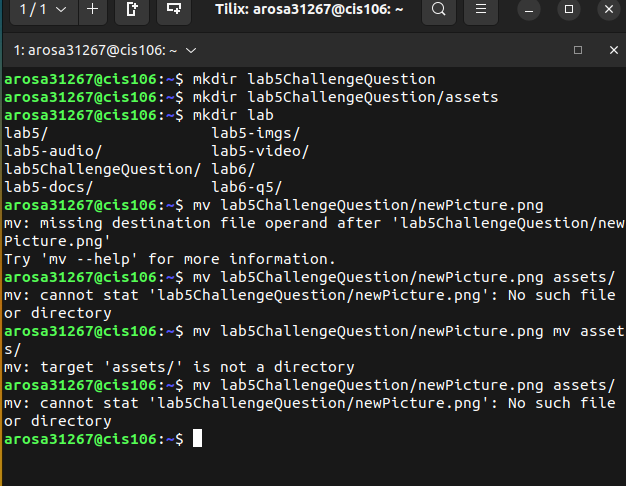 1 / 1
Tilix: arosa31267@cis106: ~
1: arosa31267@cis106: ~
arosa31267@cis106:~$ mkdir lab5ChallengeQuestion
arosa31267@cis106:~$ mkdir lab5ChallengeQuestion/assets
arosa31267@cis106:~$ mkdir lab
lab5/                  lab5-imgs/
lab5-audio/            lab5-video/
lab5ChallengeQuestion/ lab6/
lab5-docs/             lab6-q5/
arosa31267@cis106:~$ mv lab5ChallengeQuestion/newPicture.png
mv: missing destination file operand after 'lab5ChallengeQuestion/new
Picture.png'
Try 'mv --help' for more information.
arosa31267@cis106:~$ mv lab5ChallengeQuestion/newPicture.png assets/
mv: cannot stat 'lab5ChallengeQuestion/newPicture.png': No such file
or directory
arosa31267@cis106:~$ mv lab5ChallengeQuestion/newPicture.png mv asset
s/
mv: target 'assets/' is not a directory
arosa31267@cis106:~$ mv lab5ChallengeQuestion/newPicture.png assets/
mv: cannot stat 'lab5ChallengeQuestion/newPicture.png': No such file
or directory
arosa31267@cis106:~$